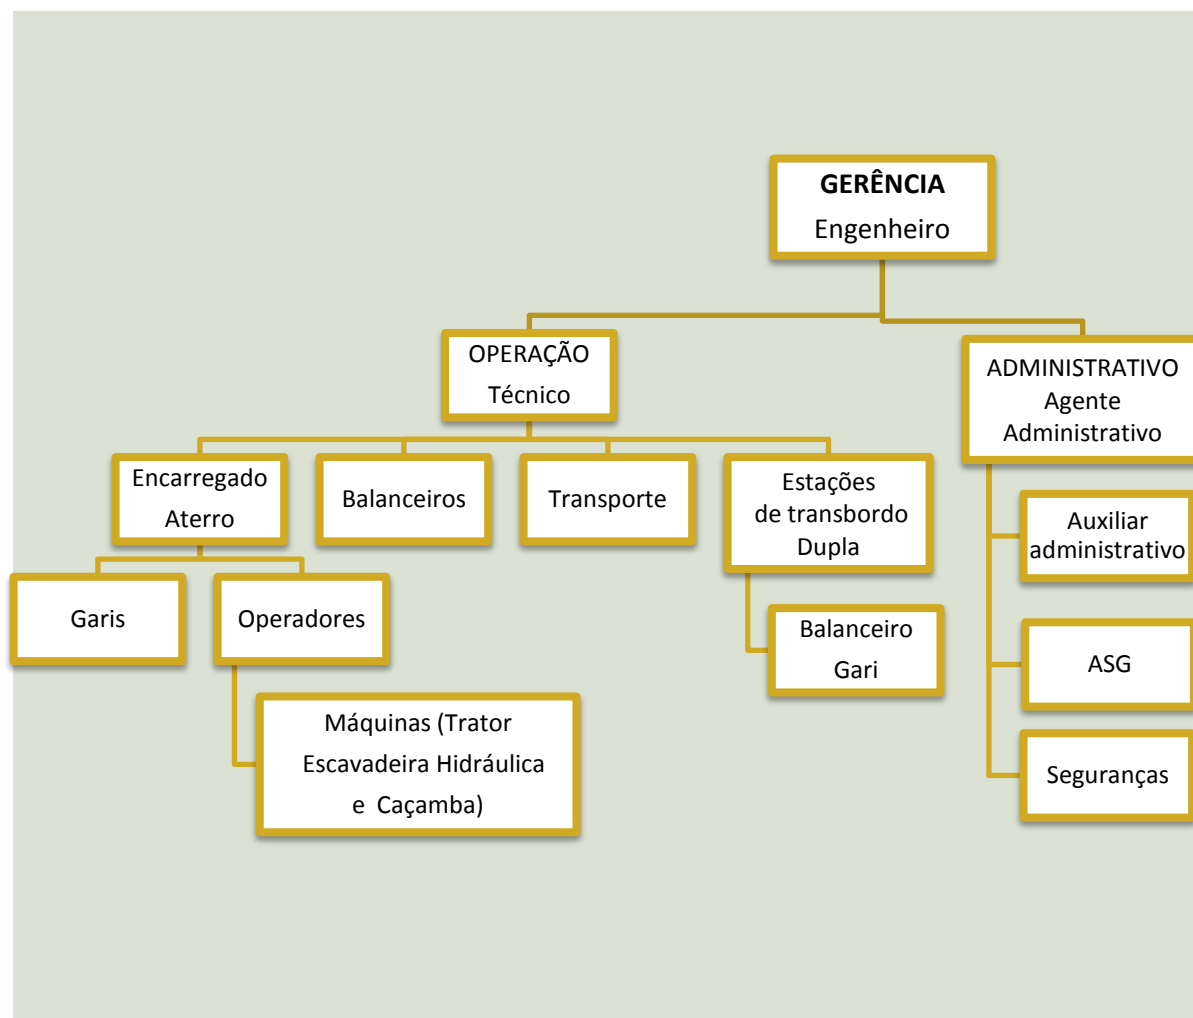 GERÊNCIA
Engenheiro
OPERAÇÃO
Técnico
ADMINISTRATIVO
Agente
Administrativo
Encarregado
Aterro
Balanceiros
Transporte
Estações
de transbordo
Dupla
Auxiliar
administrativo
Garis
Operadores
Balanceiro
Gari
ASG
Máquinas (Trator
Escavadeira Hidráulica
e Caçamba)
Seguranças